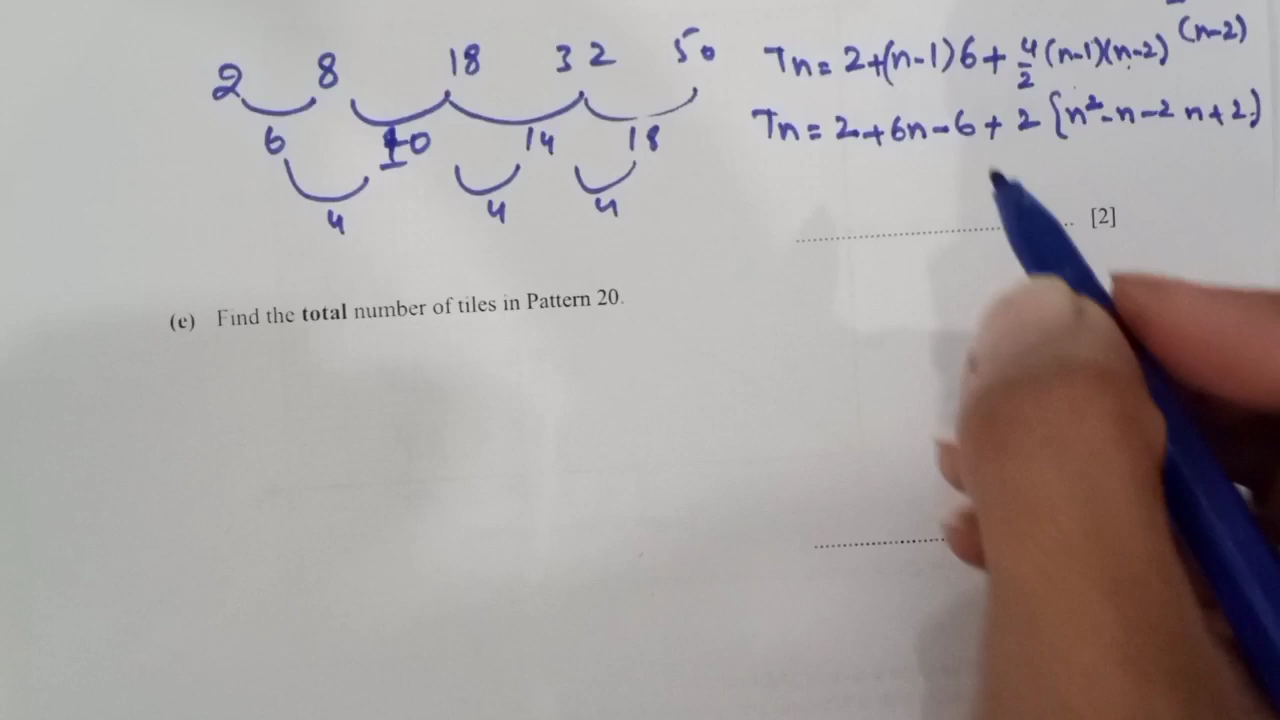 2 8 18 32 50
6 10 14 18
4 4 4
(n-2)
Tn = 2+(n-1)6+ 4/2 (n-1)(n-2)
Tn = 2+6n-6+ 2 {n²-n-2n+2}
[2]
(e) Find the total number of tiles in Pattern 20.